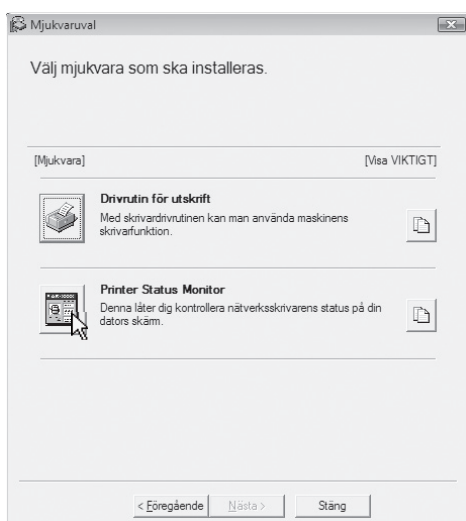 Mjukvaruval
Välj mjukvara som ska installeras.
[Mjukvara] [Visa VIKTIGT]
Drivrutin för utskrift
Med skrivardrivrutinen kan man använda maskinens
skrivarfunktion.
Printer Status Monitor
Denna låter dig kontrollera nätverksskrivarens status på din
dators skärm.
< Föregående Nästa > Stäng